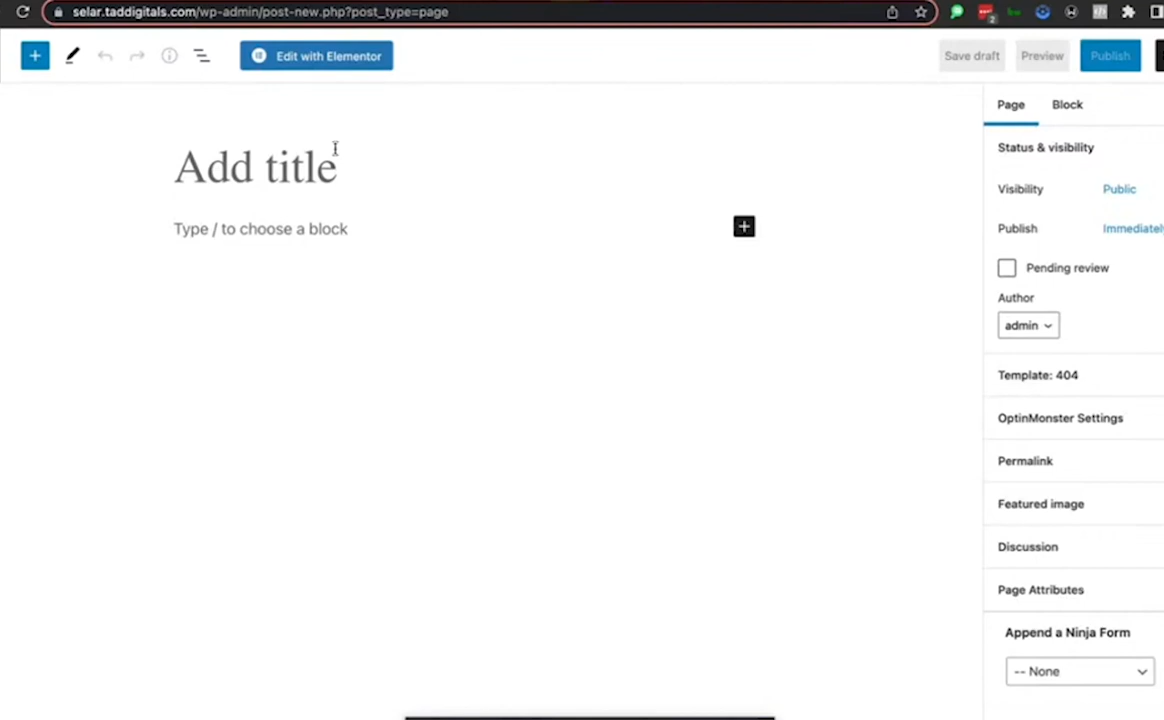 selar.taddigitals.com/wp-admin/post-new.php?post_type=page
2
Edit with Elementor
Save draft
Preview
Publish
Add title
Type / to choose a block
Page
Block
Status & visibility
Visibility
Public
Publish
Immediately
Pending review
Author
admin
Template: 404
OptinMonster Settings
Permalink
Featured image
Discussion
Page Attributes
Append a Ninja Form
-- None